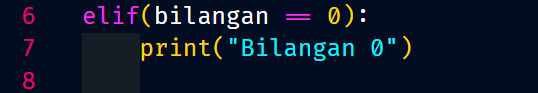 6 elif(bilangan == 0):
7 print("Bilangan 0")
8